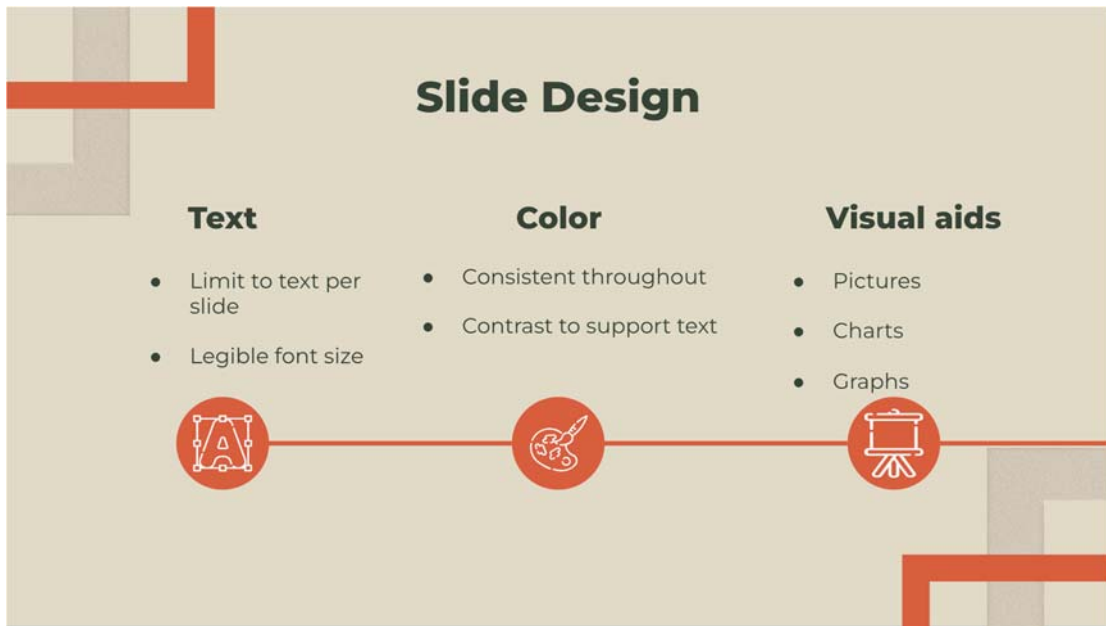 Slide Design
Text
● Limit to text per
slide
● Legible font size
Color
● Consistent throughout
● Contrast to support text
Visual aids
● Pictures
● Charts
● Graphs
A